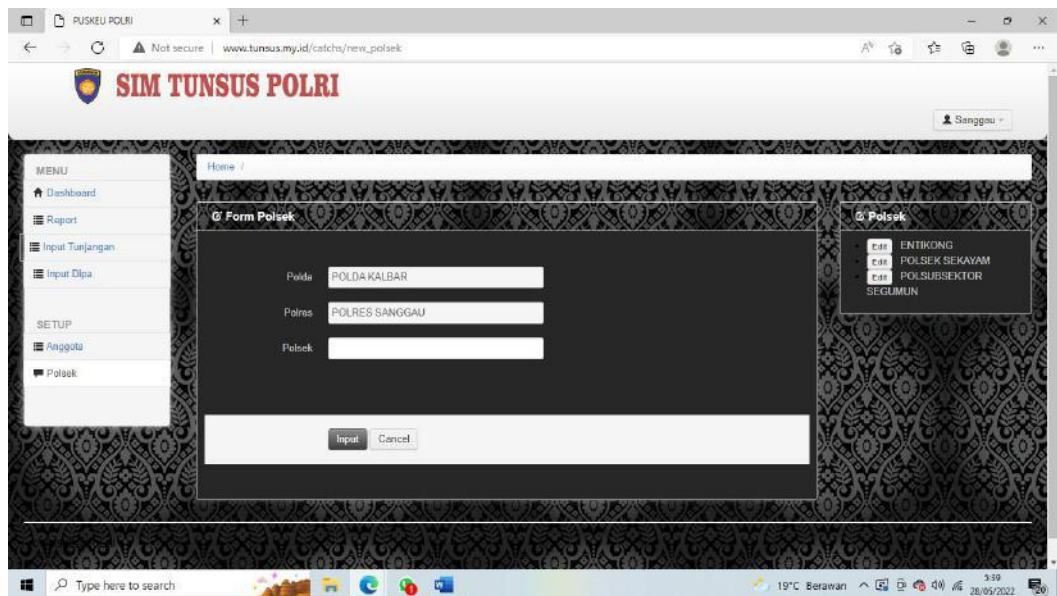 PUSKEU POLRI
Not secure | www.tunsus.my.id/catchs/new_polsek
SIM TUNSUS POLRI
Sanggau
MENU
Dashboard
Report
Input Tunjangan
Input Dipa
SETUP
Anggota
Polsek
Home /
Form Polsek
Polda POLDA KALBAR
Polres POLRES SANGGAU
Polsek
Input Cancel
Polsek
Edit ENTIKONG
Edit POLSEK SEKAYAM
Edit POLSUBSEKTOR
SEGUMUN
Type here to search
19°C Berawan
5:39
28/05/2022
20